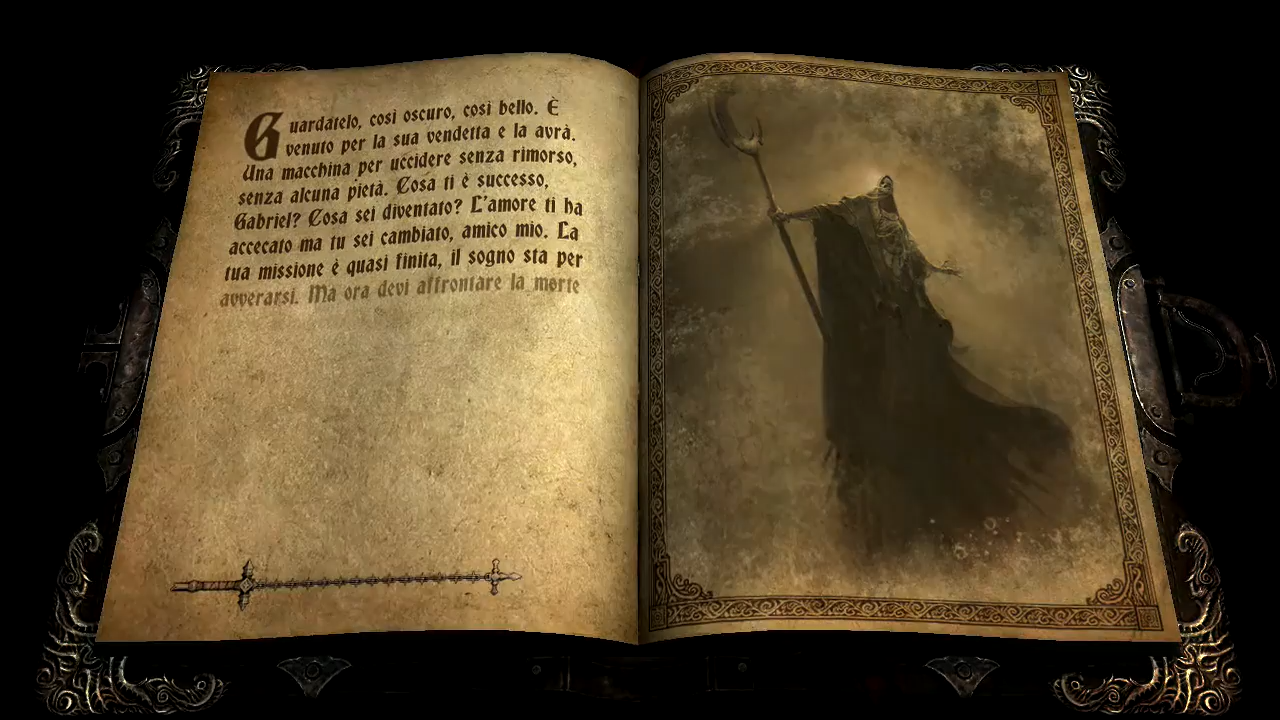 Guardatelo, così oscuro, così bello. È
venuto per la sua vendetta e la avrà.
Una macchina per uccidere senza rimorso,
senza alcuna pietà. Cosa ti è successo,
Gabriel? Cosa sei diventato? L'amore ti ha
accecato ma tu sei cambiato, amico mio. La
tua missione è quasi finita, il sogno sta per
avverarsi. Ma ora devi affrontare la morte